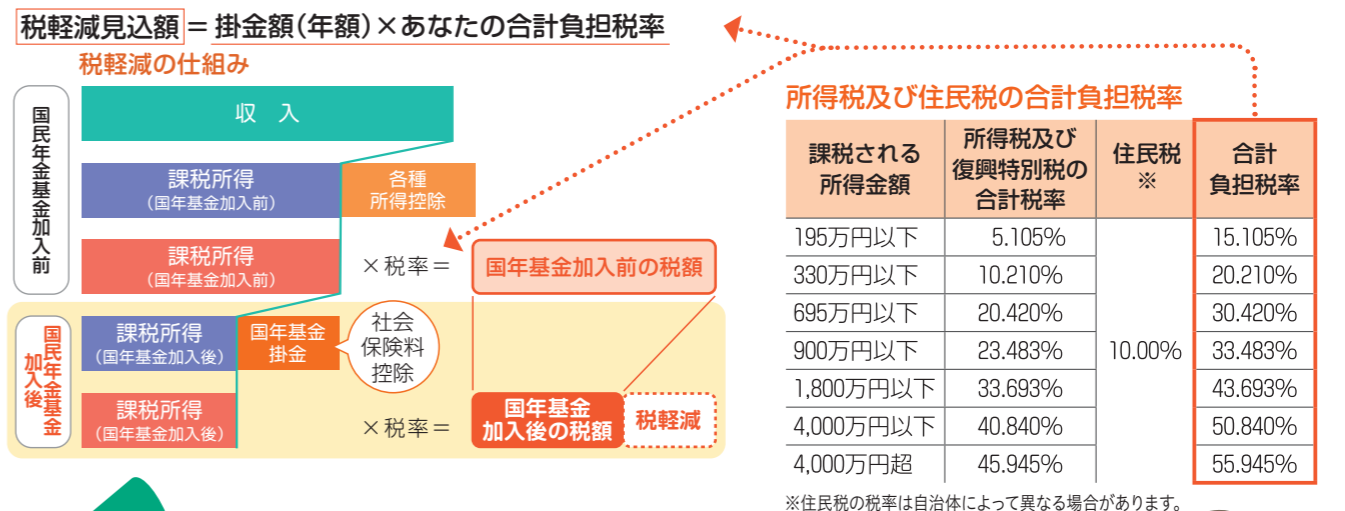 税軽減見込額＝掛金額(年額)×あなたの合計負担税率
税軽減の仕組み
国民年金基金加入前
収　入
課税所得
(国年基金加入前)
各種
所得控除
課税所得
(国年基金加入前)
×税率＝
国年基金加入前の税額
国民年金基金
加入後
課税所得
(国年基金加入後)
国年基金
掛金
社会
保険料
控除
課税所得
(国年基金加入後)
×税率＝
国年基金
加入後の税額
税軽減
所得税及び住民税の合計負担税率
課税される
所得金額
所得税及び
復興特別税の
合計税率
住民税
※
合計
負担税率
195万円以下 5.105% 15.105%
330万円以下 10.210% 20.210%
695万円以下 20.420% 30.420%
900万円以下 23.483% 10.00% 33.483%
1,800万円以下 33.693% 43.693%
4,000万円以下 40.840% 50.840%
4,000万円超 45.945% 55.945%
※住民税の税率は自治体によって異なる場合があります。